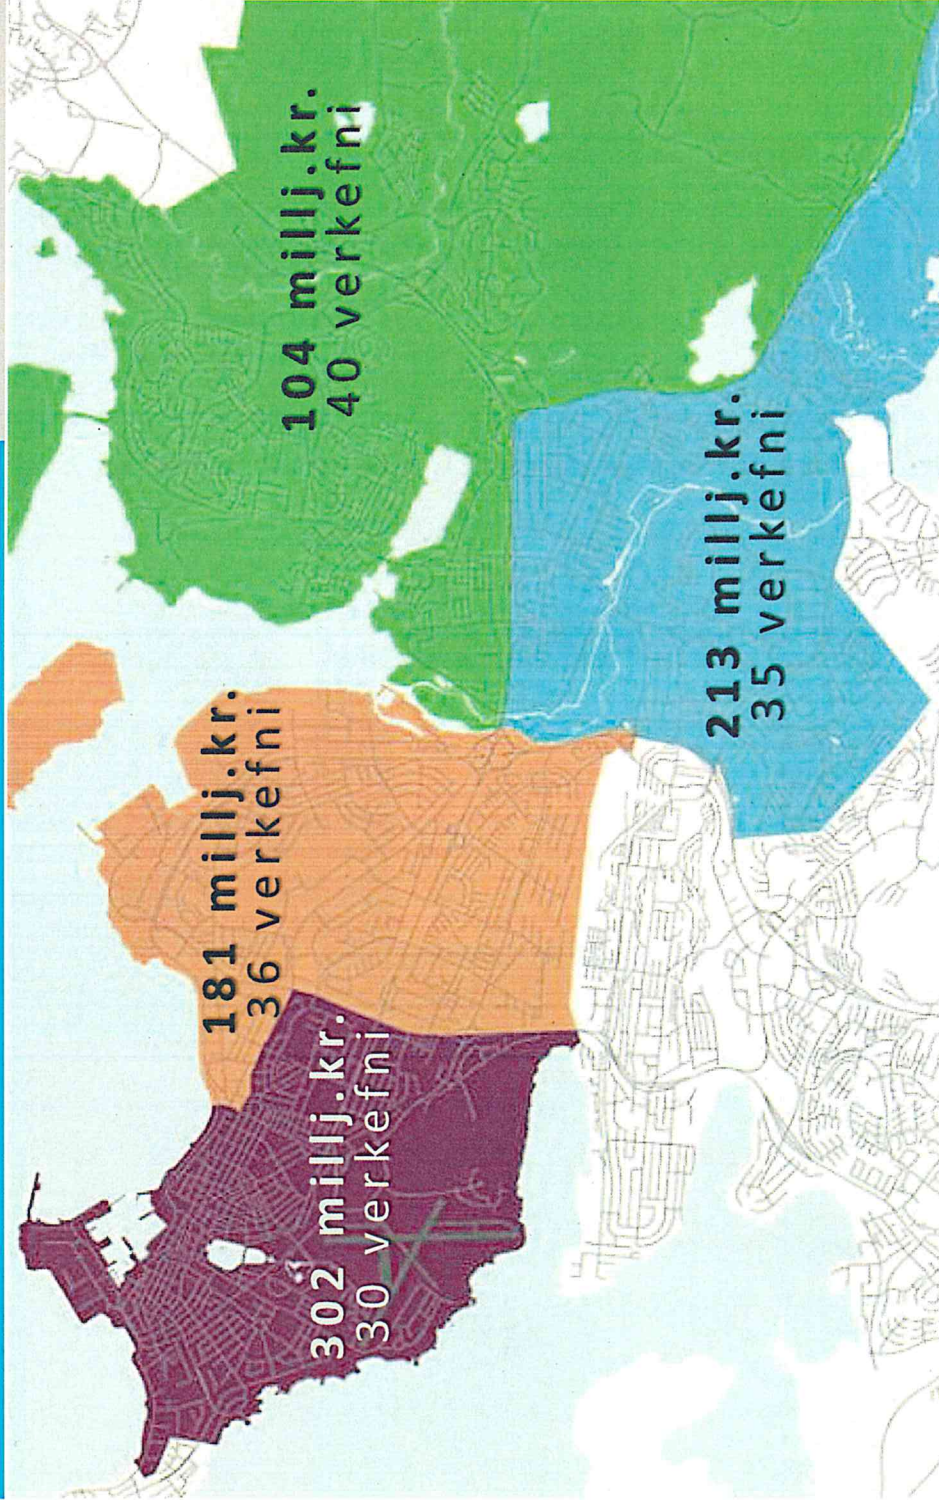 302 millj.kr.
30 verkefni
181 millj.kr.
36 verkefni
213 millj.kr.
35 verkefni
104 millj.kr.
40 verkefni